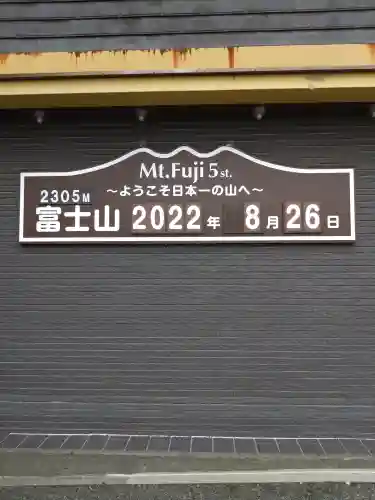 Mt.Fuji 5st.
～ようこそ日本一の山へ～
2305M
富士山 2022年 8月26日